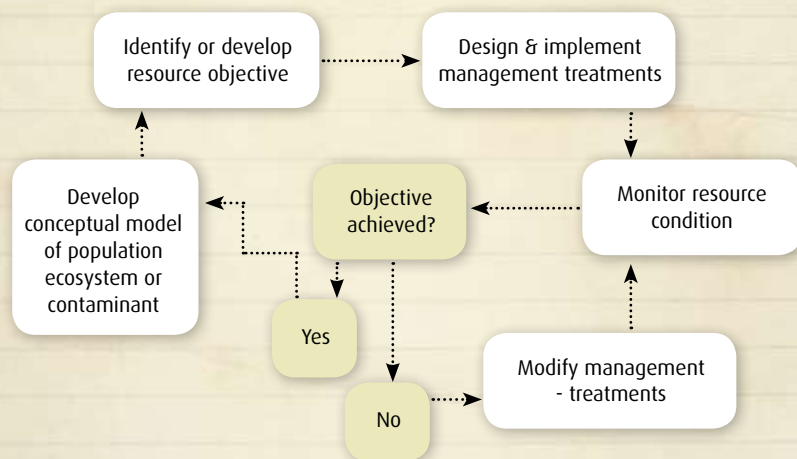 Identify or develop
resource objective
Design & implement
management treatments
Develop
conceptual model
of population
ecosystem or
contaminant
Objective
achieved?
Monitor resource
condition
Yes
No
Modify management
- treatments